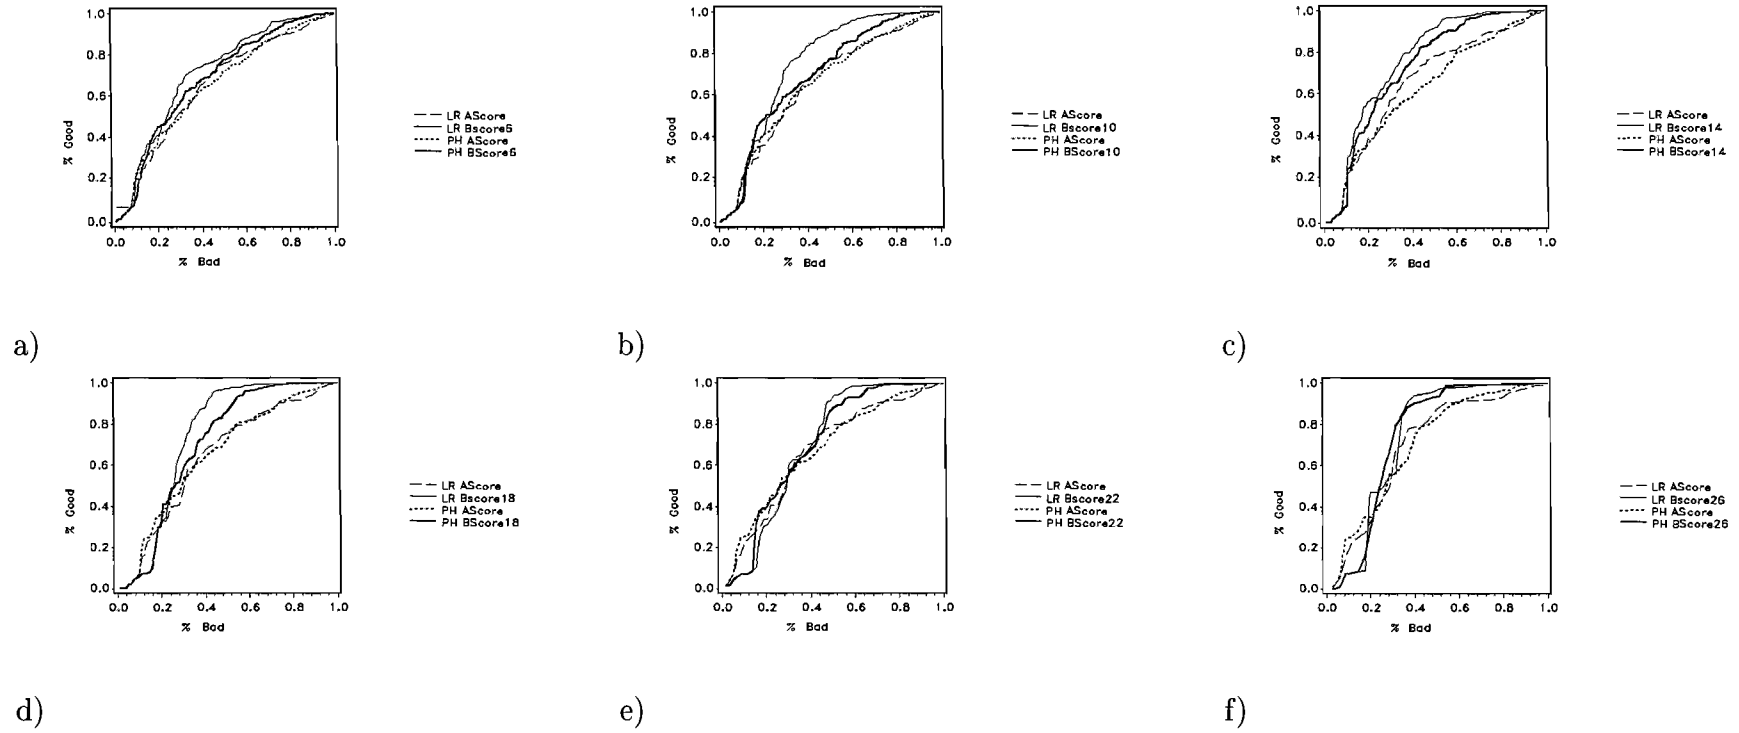 1.0
0.8
0.6
0.4
0.2
0.0
% Good
0.0 0.2 0.4 0.6 0.8 1.0
% Bad
LR AScore
LR Bscore6
PH AScore
PH BScore6
a)
1.0
0.8
0.6
0.4
0.2
0.0
% Good
0.0 0.2 0.4 0.6 0.8 1.0
% Bad
LR AScore
LR Bscore10
PH AScore
PH BScore10
b)
1.0
0.8
0.6
0.4
0.2
0.0
% Good
0.0 0.2 0.4 0.6 0.8 1.0
% Bad
LR AScore
LR Bscore14
PH AScore
PH BScore14
c)
1.0
0.8
0.6
0.4
0.2
0.0
% Good
0.0 0.2 0.4 0.6 0.8 1.0
% Bad
LR AScore
LR Bscore18
PH AScore
PH BScore18
d)
1.0
0.8
0.6
0.4
0.2
0.0
% Good
0.0 0.2 0.4 0.6 0.8 1.0
% Bad
LR AScore
LR Bscore22
PH AScore
PH BScore22
e)
1.0
0.8
0.6
0.4
0.2
0.0
% Good
0.0 0.2 0.4 0.6 0.8 1.0
% Bad
LR AScore
LR Bscore26
PH AScore
PH BScore26
f)